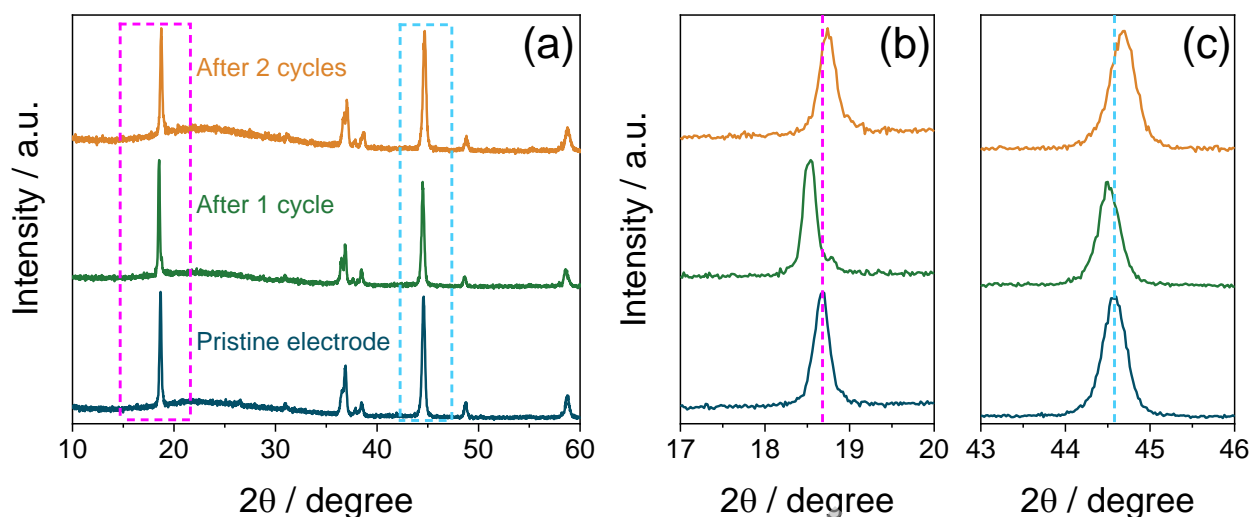 (a)
After 2 cycles
After 1 cycle
Pristine electrode
Intensity / a.u.
10 20 30 40 50 60
2θ / degree
(b)
Intensity / a.u.
17 18 19 20
2θ / degree
(c)
43 44 45 46
2θ / degree